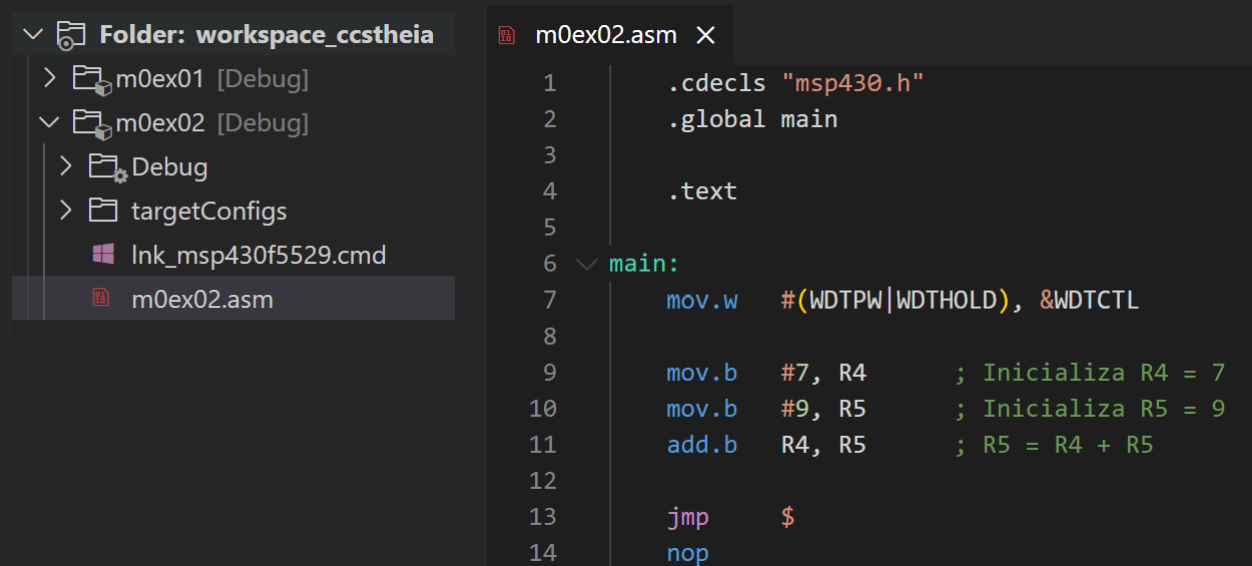 Folder: workspace_ccstheia
m0ex01 [Debug]
m0ex02 [Debug]
Debug
targetConfigs
lnk_msp430f5529.cmd
m0ex02.asm
m0ex02.asm
1 .cdecls "msp430.h"
2 .global main
3
4 .text
5
6 main:
7 mov.w #(WDTPW|WDTHOLD), &WDTCTL
8
9 mov.b #7, R4 ; Inicializa R4 = 7
10 mov.b #9, R5 ; Inicializa R5 = 9
11 add.b R4, R5 ; R5 = R4 + R5
12
13 jmp $
14 nop